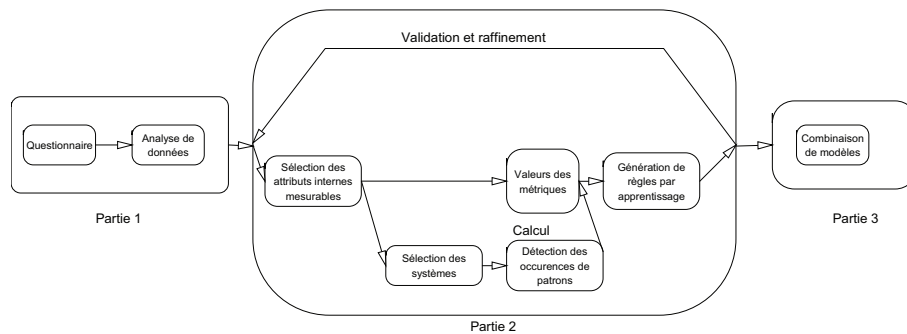 Validation et raffinement
Questionnaire
Analyse de
données
Partie 1
Sélection des
attributs internes
mesurables
Valeurs des
métriques
Génération de
règles par
apprentissage
Calcul
Sélection des
systèmes
Détection des
occurences de
patrons
Partie 2
Combinaison
de modèles
Partie 3